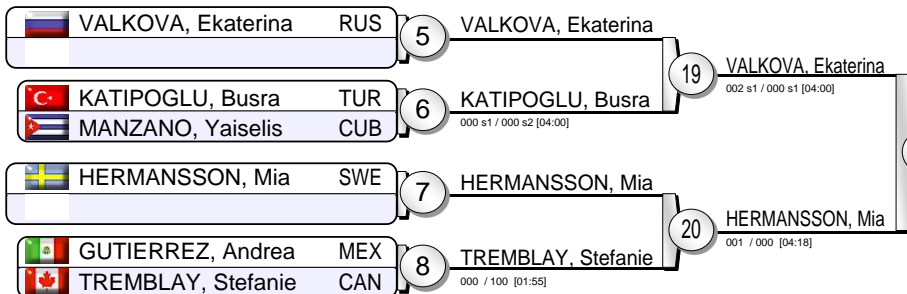 VALKOVA, Ekaterina RUS
5
VALKOVA, Ekaterina
19
VALKOVA, Ekaterina
002 s1 / 000 s1 [04:00]
KATIPOGLU, Busra TUR
MANZANO, Yaiselis CUB
6
KATIPOGLU, Busra
000 s1 / 000 s2 [04:00]
HERMANSSON, Mia SWE
7
HERMANSSON, Mia
20
HERMANSSON, Mia
001 / 000 [04:18]
GUTIERREZ, Andrea MEX
TREMBLAY, Stefanie CAN
8
TREMBLAY, Stefanie
000 / 100 [01:55]